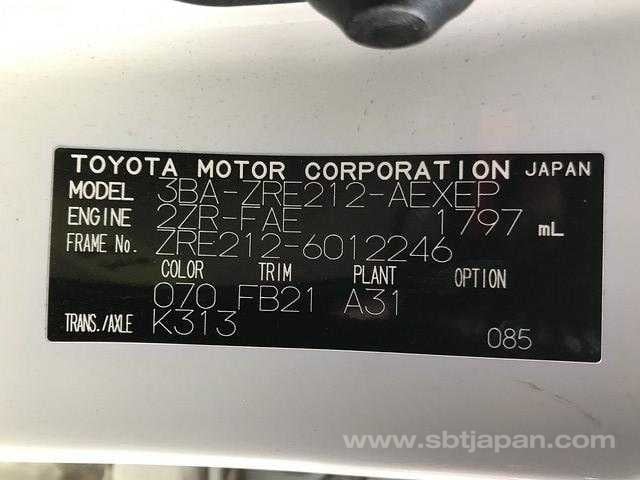 TOYOTA MOTOR CORPORATION JAPAN
MODEL 3BA-ZRE212-AEXEP
ENGINE 2ZR-FAE 1797 mL
FRAME No. ZRE212-6012246
COLOR TRIM PLANT OPTION
070 FB21 A31
TRANS./AXLE K313
085
www.sbtjapan.com